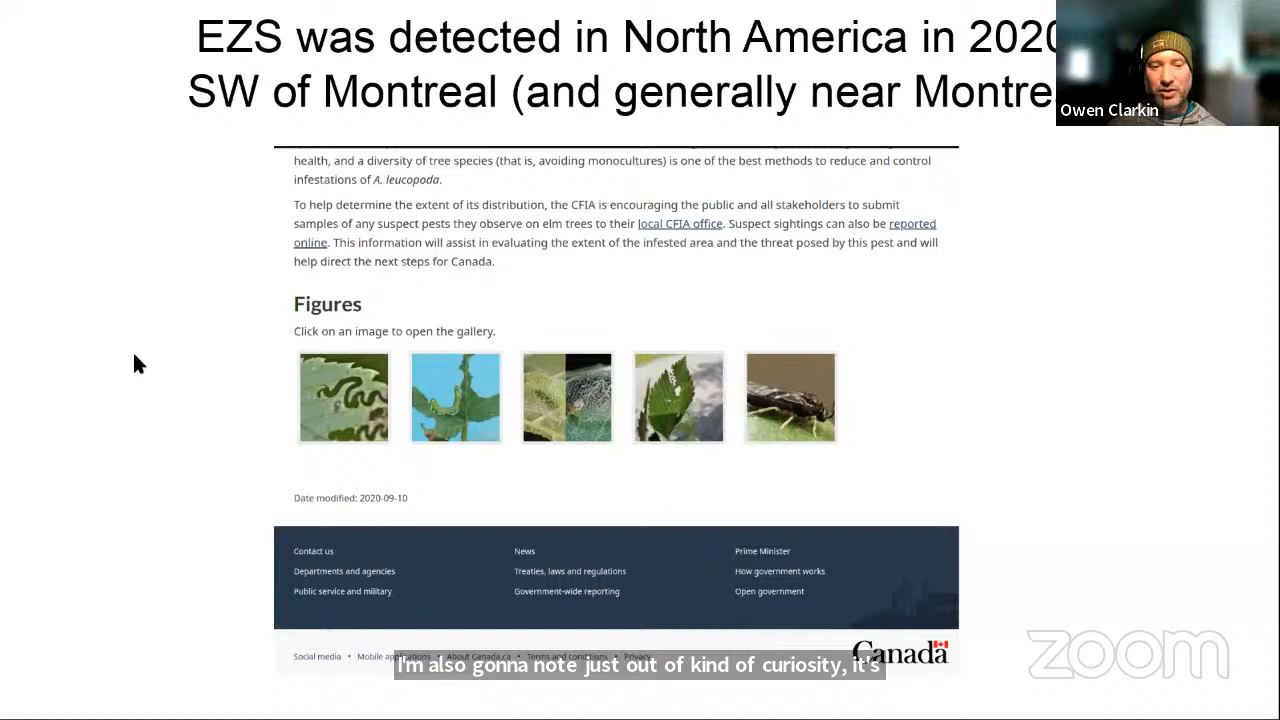 EZS was detected in North America in 2020
SW of Montreal (and generally near Montre
Owen Clarkin
health, and a diversity of tree species (that is, avoiding monocultures) is one of the best methods to reduce and control
infestations of A. leucopoda.
To help determine the extent of its distribution, the CFIA is encouraging the public and all stakeholders to submit
samples of any suspect pests they observe on elm trees to their local CFIA office. Suspect sightings can also be reported
online. This information will assist in evaluating the extent of the infested area and the threat posed by this pest and will
help direct the next steps for Canada.
Figures
Click on an image to open the gallery.
Date modified: 2020-09-10
Contact us
Departments and agencies
Public service and military
News
Treaties, laws and regulations
Government-wide reporting
Prime Minister
How government works
Open government
Social media • Mobile applications • About Canada.ca • Terms and conditions • Privacy
Canada
I'm also gonna note just out of kind of curiosity, it's
zoom